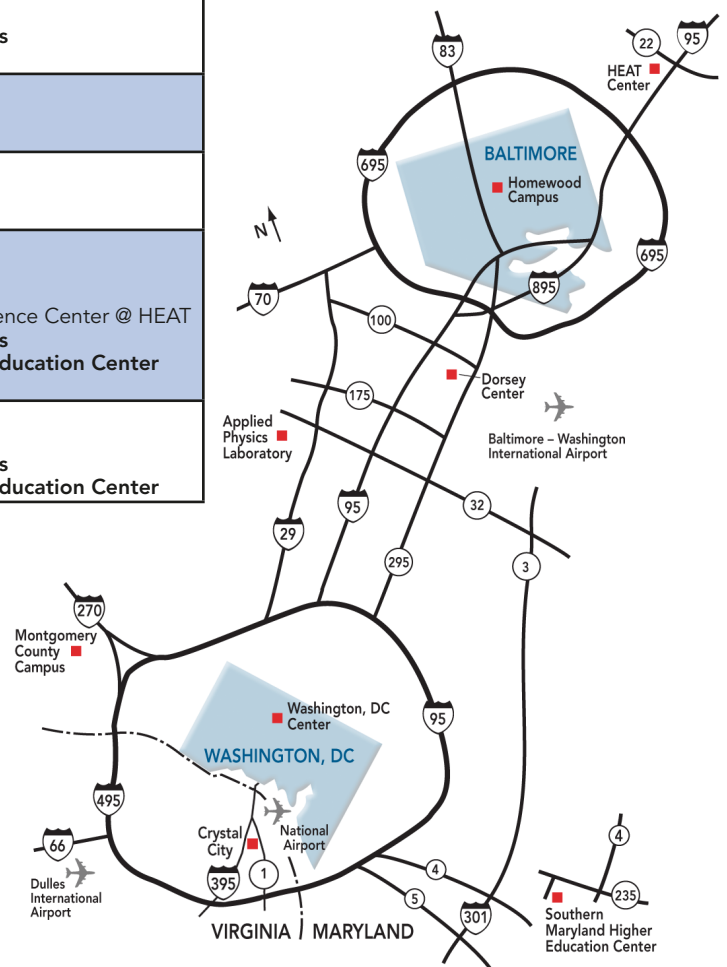 s
ence Center @ HEAT
s
ducation Center
s
ducation Center
83
22
95
HEAT
Center
695
BALTIMORE
Homewood
Campus
N
695
70
895
100
Dorsey
Center
175
Applied
Physics
Laboratory
Baltimore – Washington
International Airport
95
32
29
295
3
270
Montgomery
County
Campus
Washington, DC
Center
95
WASHINGTON, DC
495
National
Airport
Crystal
City
66
4
Dulles
International
Airport
395
1
4
5
235
301
Southern
Maryland Higher
Education Center
VIRGINIA
MARYLAND